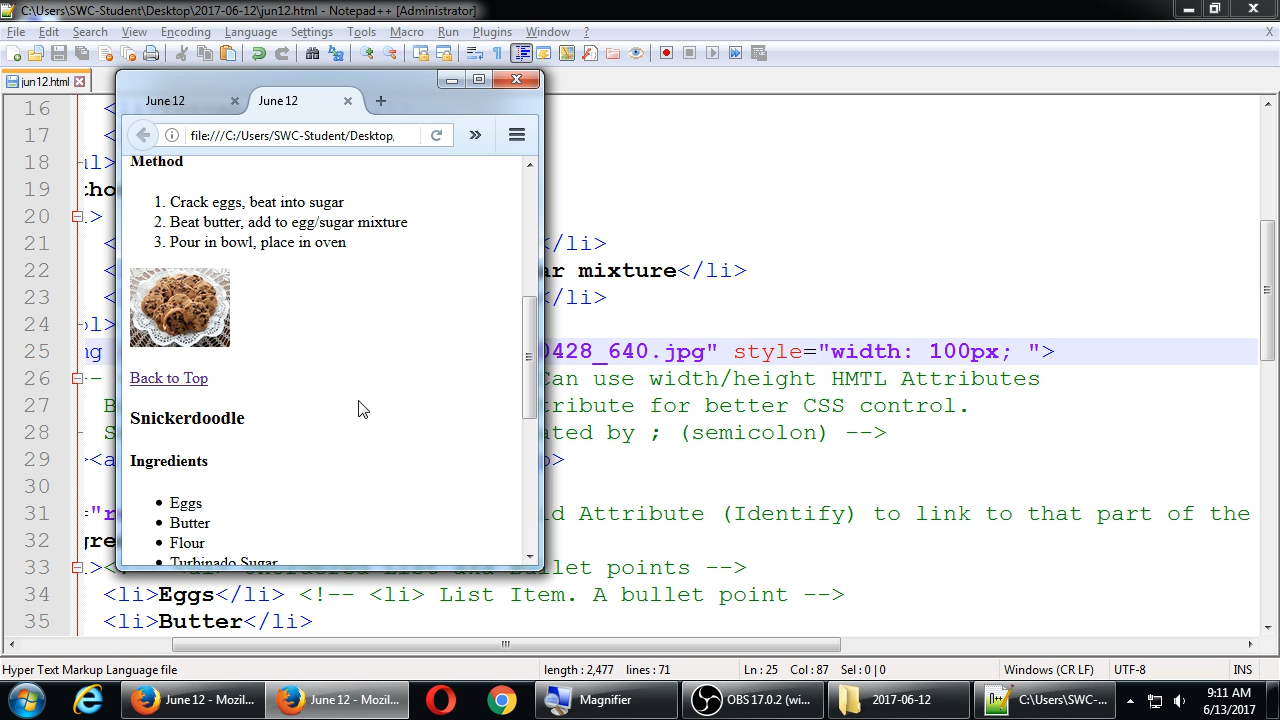 C:\Users\SWC-Student\Desktop\2017-06-12\jun12.html - Notepad++ [Administrator]
File Edit Search View Encoding Language Settings Tools Macro Run Plugins Window ? X
jun12.html
June 12
June 12
file:///C:/Users/SWC-Student/Desktop,
Method
1. Crack eggs, beat into sugar
2. Beat butter, add to egg/sugar mixture
3. Pour in bowl, place in oven
Back to Top
Snickerdoodle
Ingredients
• Eggs
• Butter
• Flour
• Turbinado Sugar
16 <
17 <
18 ul>
19 tho
20 >
21 < </li>
22 < ar mixture</li>
23 < </li>
24 ol>
25 mg 0428_640.jpg" style="width: 100px; ">
26 -- Can use width/height HMTL Attributes
27 B tribute for better CSS control.
28 S ated by ; (semicolon) -->
29 <a >
30
31 ="r d Attribute (Identify) to link to that part of the
32 gre
33 >< points -->
34 <li>Eggs</li> <!-- <li> List Item. A bullet point -->
35 <li>Butter</li>
Hyper Text Markup Language file length : 2,477 lines : 71 Ln : 25 Col : 87 Sel : 0 | 0 Windows (CR LF) UTF-8 INS
June 12 - Mozil...
June 12 - Mozil...
Magnifier
OBS 17.0.2 (wi...
2017-06-12
C:\Users\SWC-...
9:11 AM
6/13/2017